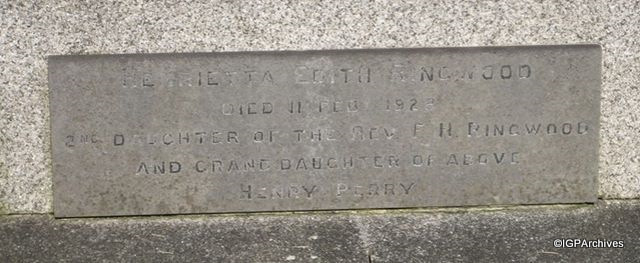 HENRIETTA EDITH RINGWOOD
DIED 11 FEB. 1928
2ND DAUGHTER OF THE REV. F. H. RINGWOOD
AND GRAND DAUGHTER OF ABOVE
HENRY PERRY
©IGPArchives